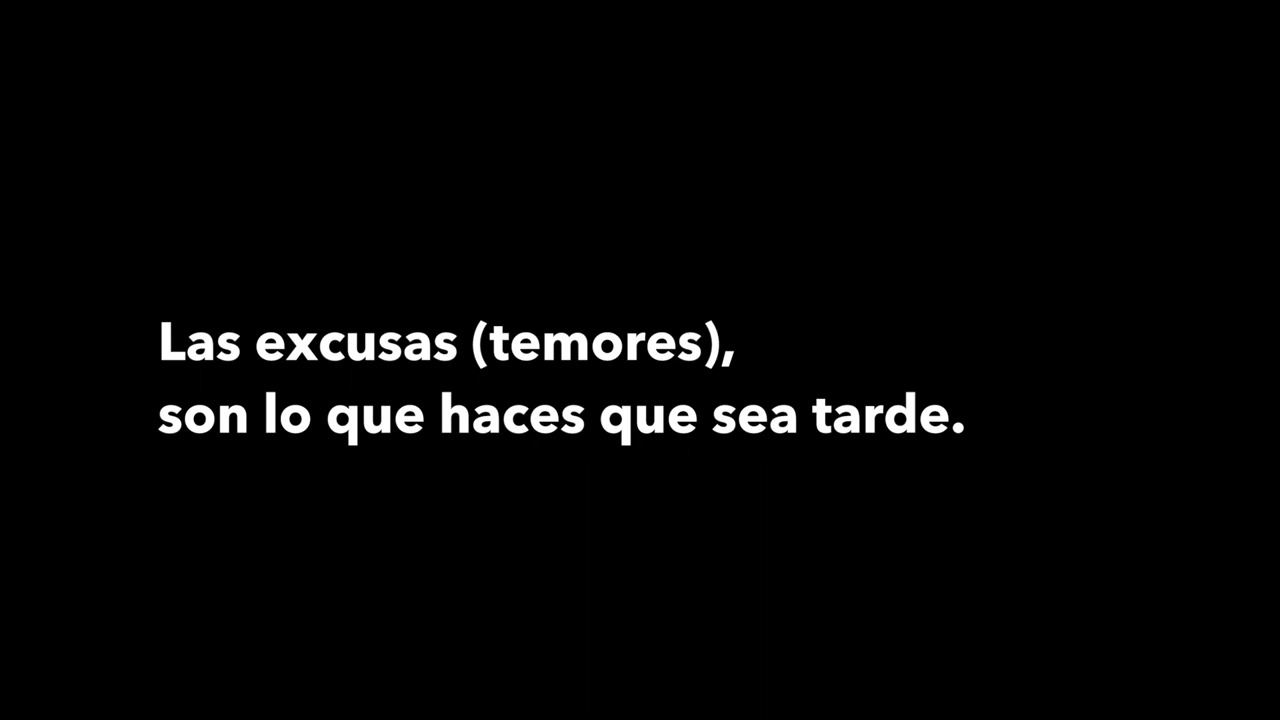 Las excusas (temores),
son lo que haces que sea tarde.